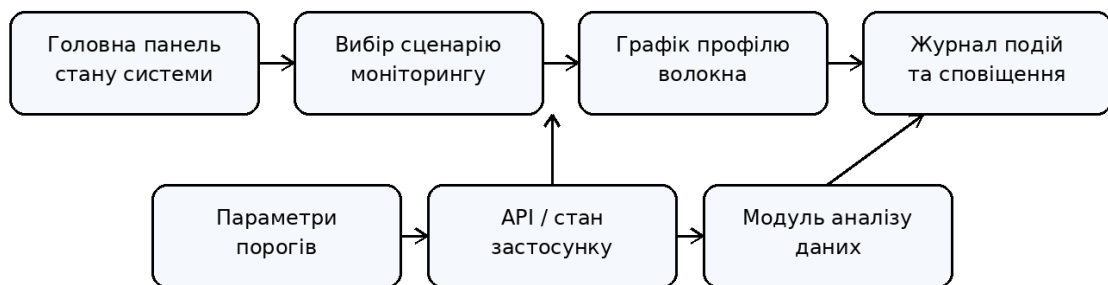 Головна панель
стану системи
Вибір сценарію
моніторингу
Графік профілю
волокна
Журнал подій
та сповіщення
Параметри
порогів
API / стан
застосунку
Модуль аналізу
даних